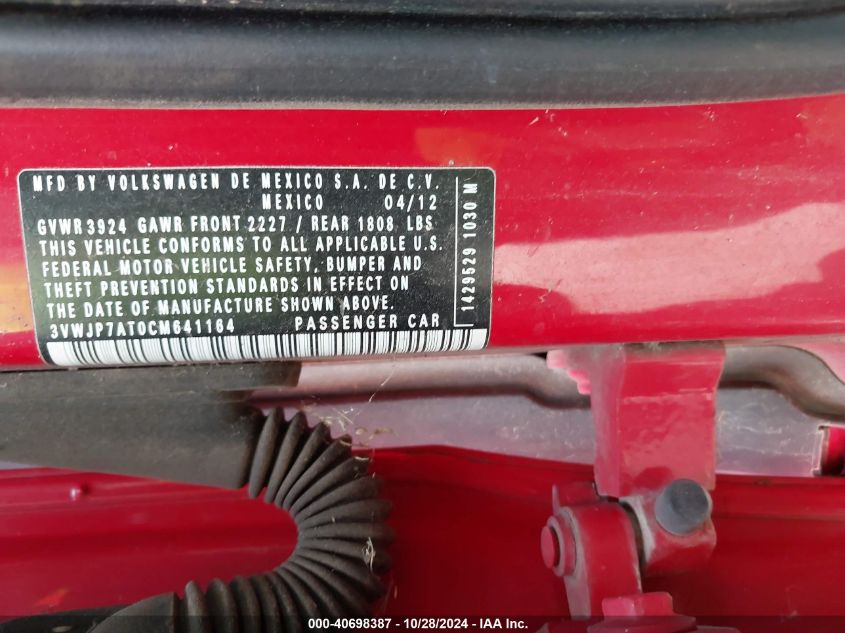 MFD BY VOLKSWAGEN DE MEXICO S.A. DE C.V.
MEXICO 04/12
GVWR 3924 GAWR FRONT 2227 / REAR 1808 LBS
THIS VEHICLE CONFORMS TO ALL APPLICABLE U.S.
FEDERAL MOTOR VEHICLE SAFETY, BUMPER AND
THEFT PREVENTION STANDARDS IN EFFECT ON
THE DATE OF MANUFACTURE SHOWN ABOVE.
3VWJP7AT0CM641164 PASSENGER CAR
1429529 1030 M
000-40698387 - 10/28/2024 - IAA Inc.